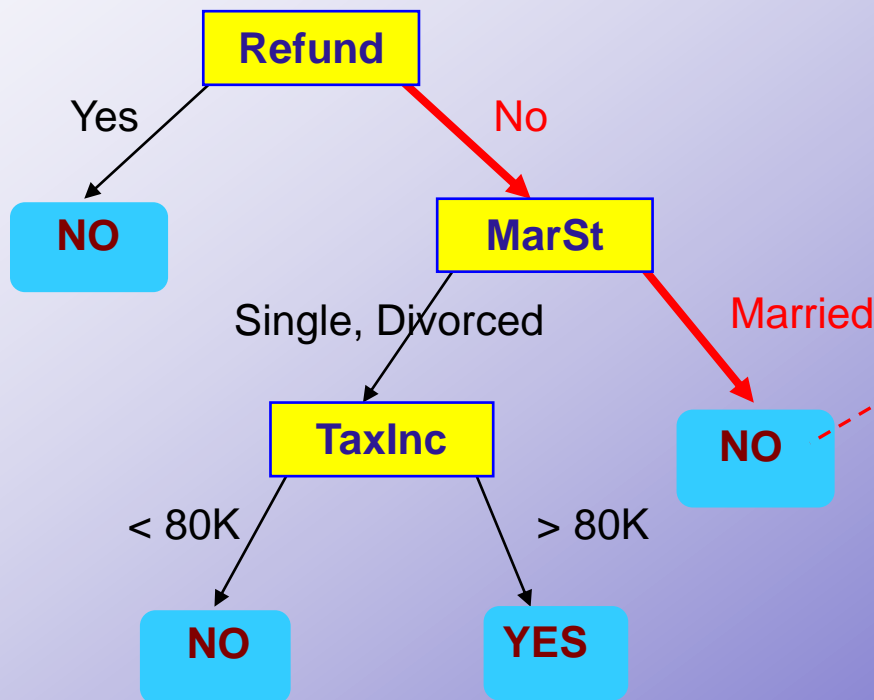 Refund
Yes
No
NO
MarSt
Single, Divorced
Married
TaxInc
NO
< 80K
> 80K
NO
YES